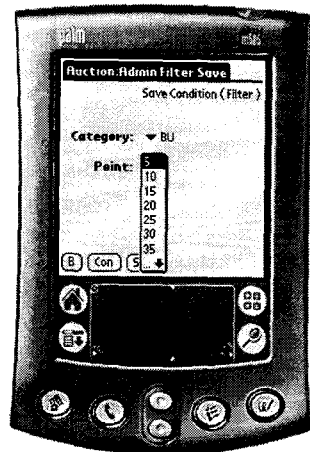 palm
Auction:Admin Filter Save
Save Condition ( Filter )
Category: BU
Point: 5
10
15
20
25
30
35
...
B Con S